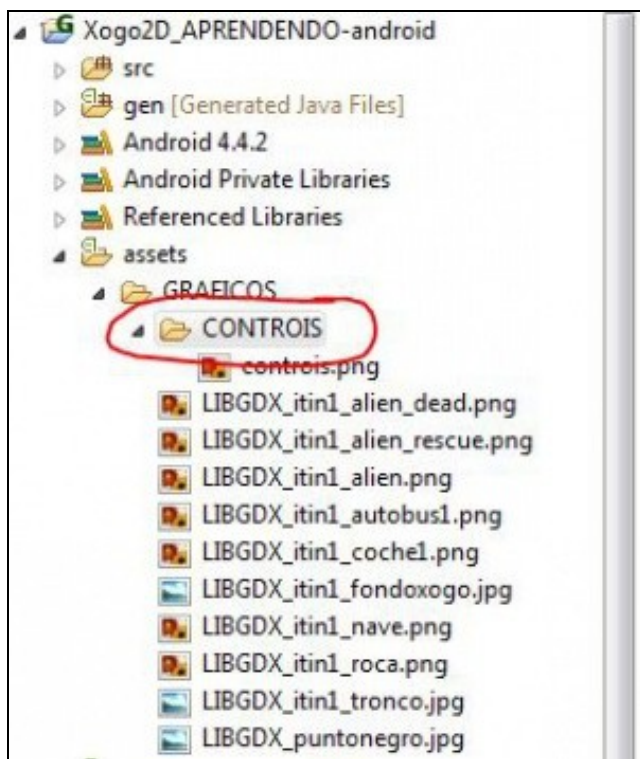 Xogo2D_APRENDENDO-android
src
gen [Generated Java Files]
Android 4.4.2
Android Private Libraries
Referenced Libraries
assets
GRAFICOS
CONTROIS
controis.png
LIBGDX_itin1_alien_dead.png
LIBGDX_itin1_alien_rescue.png
LIBGDX_itin1_alien.png
LIBGDX_itin1_autobus1.png
LIBGDX_itin1_coche1.png
LIBGDX_itin1_fondoxogo.jpg
LIBGDX_itin1_nave.png
LIBGDX_itin1_roca.png
LIBGDX_itin1_tronco.jpg
LIBGDX_puntonegro.jpg